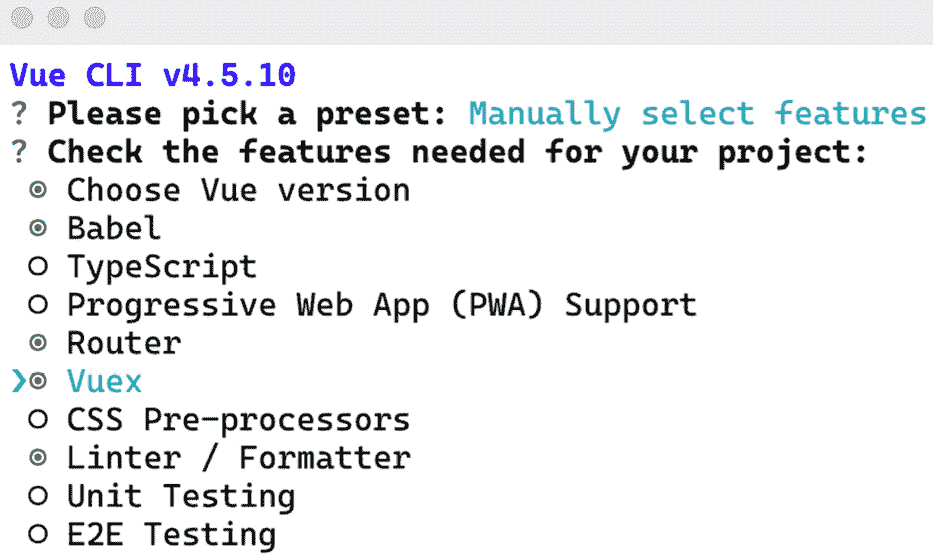 Vue CLI v4.5.10
? Please pick a preset: Manually select features
? Check the features needed for your project:
◉ Choose Vue version
◉ Babel
◯ TypeScript
◯ Progressive Web App (PWA) Support
◉ Router
❯◉ Vuex
◯ CSS Pre-processors
◉ Linter / Formatter
◯ Unit Testing
◯ E2E Testing